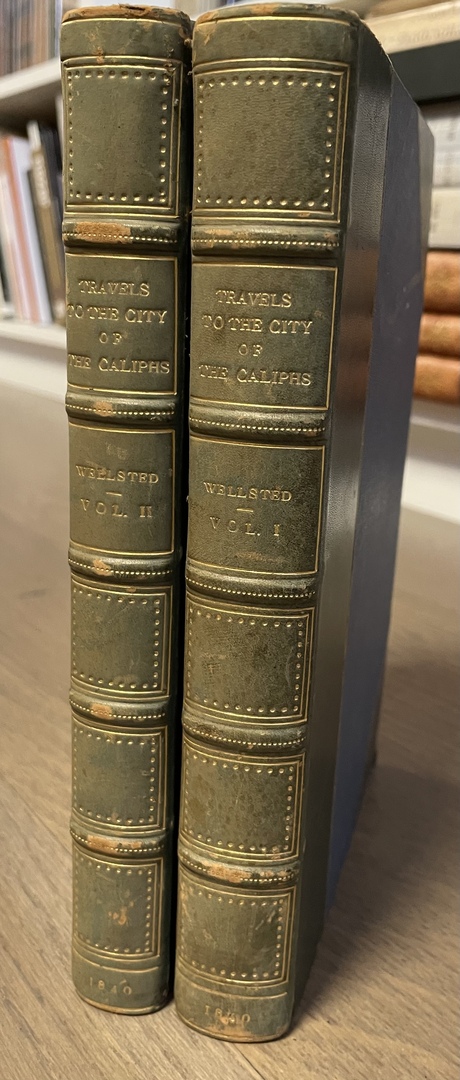 TRAVELS
TO THE CITY
OF
THE CALIPHS
WELLSTED
VOL. II
1840
TRAVELS
TO THE CITY
OF
THE CALIPHS
WELLSTED
VOL. I
1840